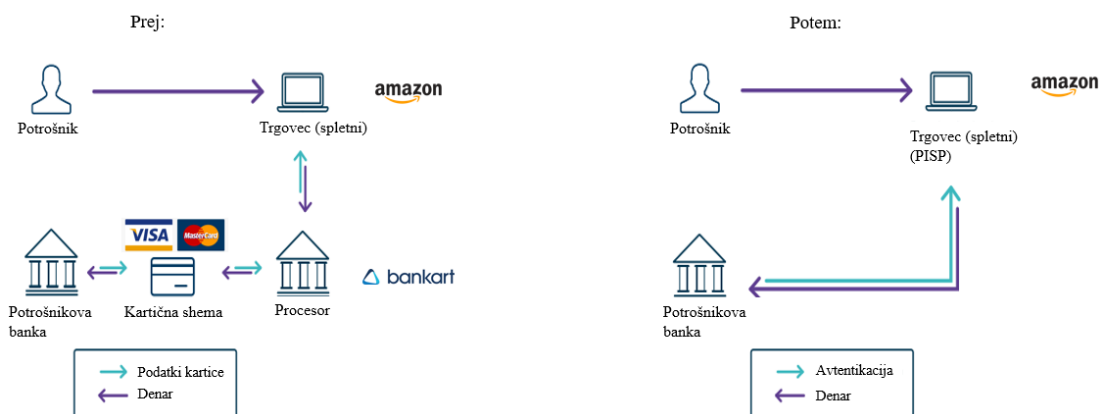 Prej:
Potrošnik
Trgovec (spletni)
amazon
VISA
MasterCard
bankart
Potrošnikova
banka
Kartična shema
Procesor
Podatki kartice
Denar
Potem:
Potrošnik
Trgovec (spletni)
(PISP)
amazon
Potrošnikova
banka
Avtentikacija
Denar